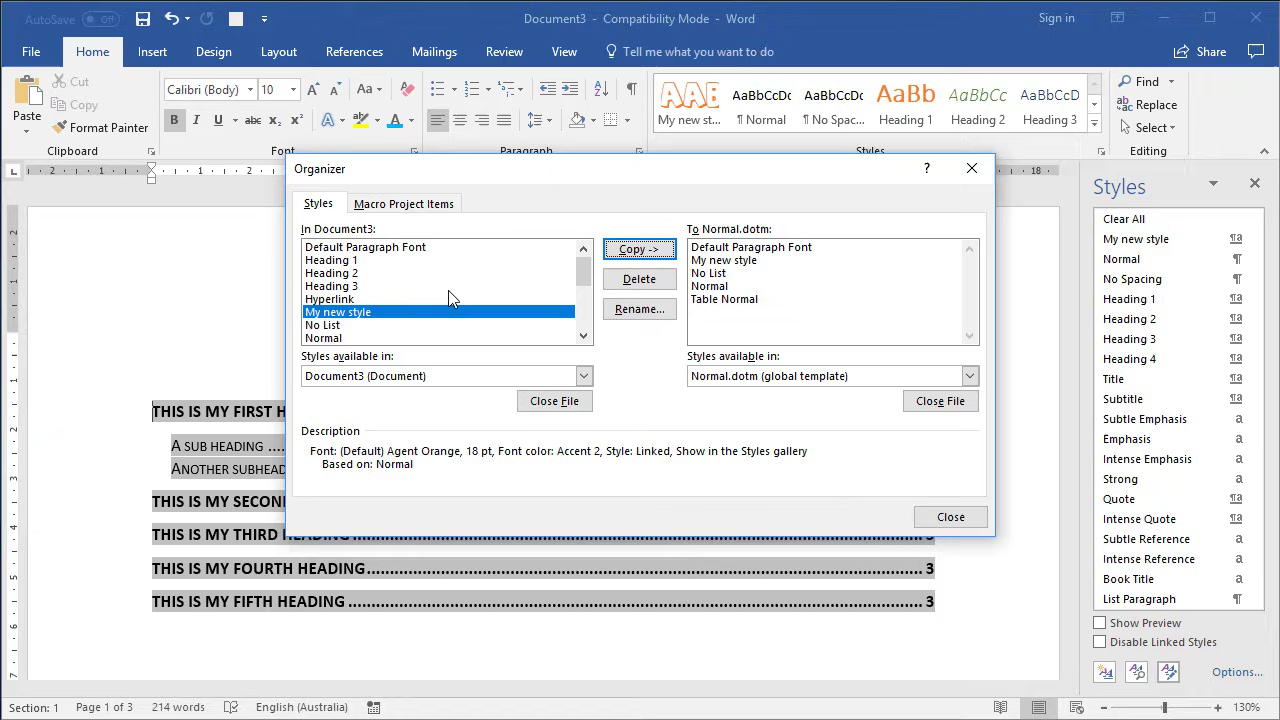 AutoSave Off Document3 - Compatibility Mode - Word Sign in
File Home Insert Design Layout References Mailings Review View Tell me what you want to do Share
Paste
Cut
Copy
Format Painter
Clipboard
Calibri (Body) 10 Aa
B I U abc X₂ X² A A
Font
Paragraph
AaBbCcDc AaBbCcDc AaBbC AaBbCcC AaBbCcD
My new st... ¶ Normal ¶ No Spac... Heading 1 Heading 2 Heading 3
Styles
Find
Replace
Select
Editing
Organizer
Styles Macro Project Items
In Document3:
Default Paragraph Font
Heading 1
Heading 2
Heading 3
Hyperlink
My new style
No List
Normal
Styles available in:
Document3 (Document)
Close File
Copy ->
Delete
Rename...
To Normal.dotm:
Default Paragraph Font
My new style
No List
Normal
Table Normal
Styles available in:
Normal.dotm (global template)
Close File
Description
Font: (Default) Agent Orange, 18 pt, Font color: Accent 2, Style: Linked, Show in the Styles gallery
Based on: Normal
Close
THIS IS MY FIRST H
A SUB HEADING ....
ANOTHER SUBHEAD
THIS IS MY SECON
THIS IS MY THIRD HEADING 3
THIS IS MY FOURTH HEADING 3
THIS IS MY FIFTH HEADING 3
Styles
Clear All
My new style
Normal
No Spacing
Heading 1
Heading 2
Heading 3
Heading 4
Title
Subtitle
Subtle Emphasis
Emphasis
Intense Emphasis
Strong
Quote
Intense Quote
Subtle Reference
Intense Reference
Book Title
List Paragraph
Show Preview
Disable Linked Styles
Options...
Section: 1 Page 1 of 3 214 words English (Australia) 130%